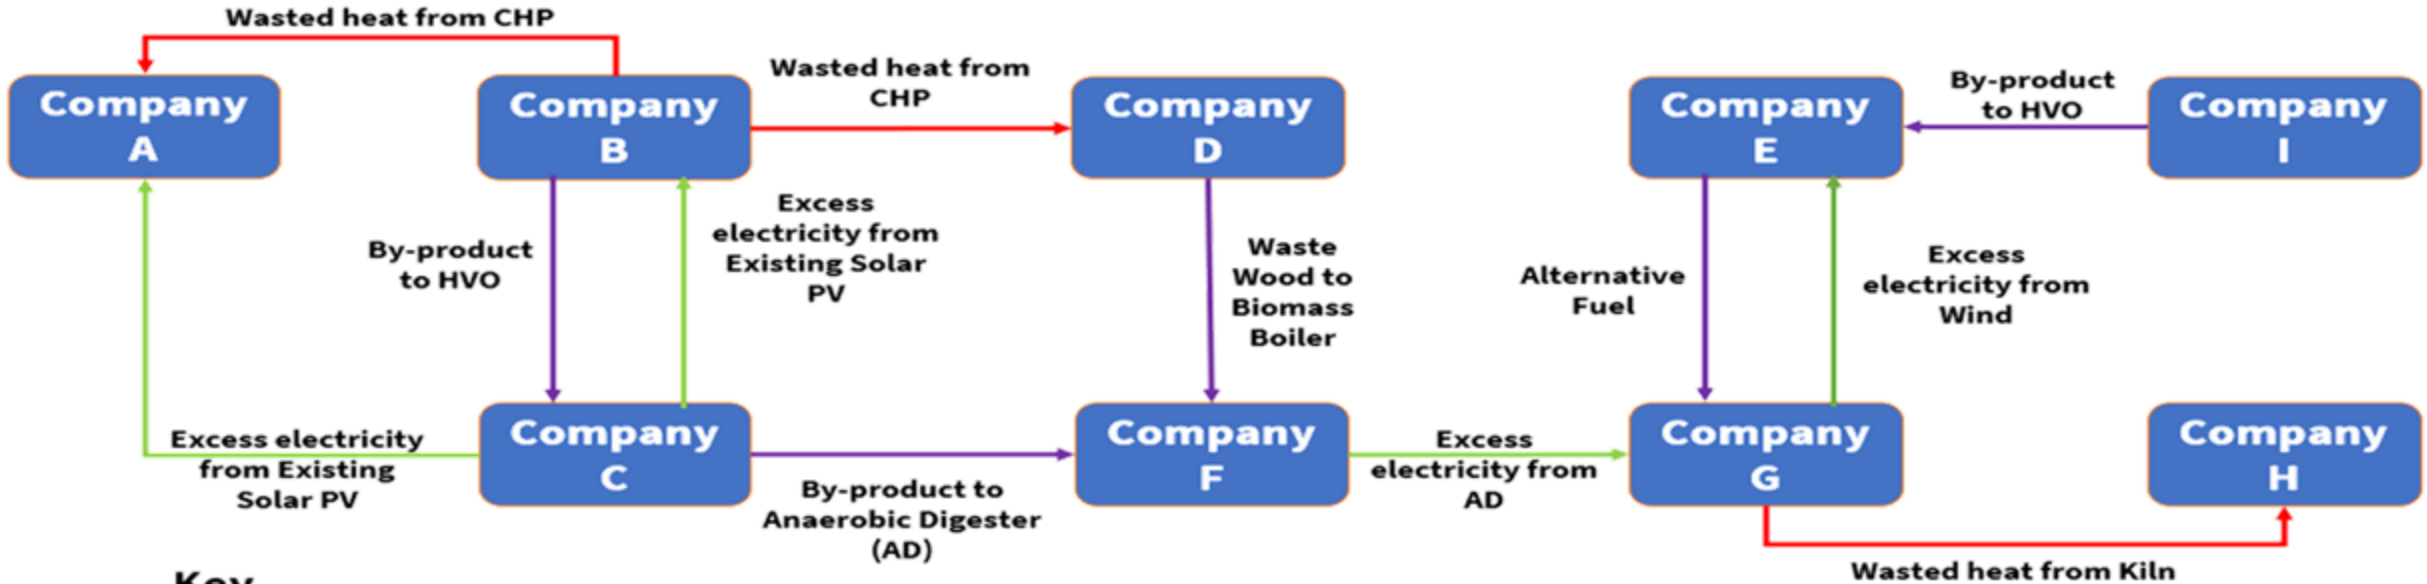 Wasted heat from CHP
Company
A
Company
B
Wasted heat from
CHP
Company
D
Company
E
By-product
to HVO
Company
I
By-product
to HVO
Excess
electricity from
Existing Solar
PV
Waste
Wood to
Biomass
Boiler
Alternative
Fuel
Excess
electricity from
Wind
Excess electricity
from Existing
Solar PV
Company
C
By-product to
Anaerobic Digester
(AD)
Company
F
Excess
electricity from
AD
Company
G
Company
H
Wasted heat from Kiln
Key